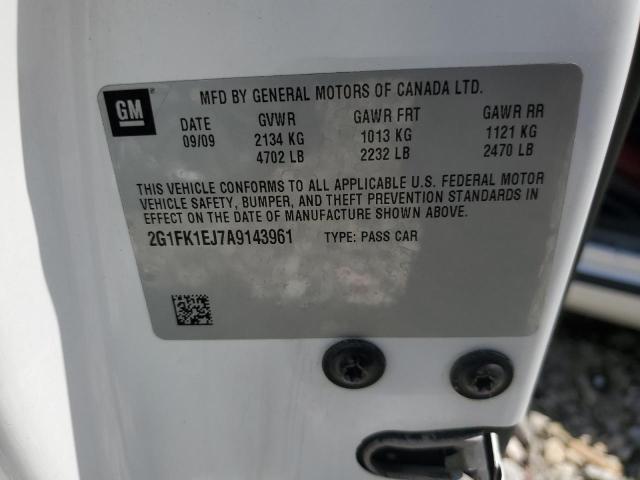 GM
MFD BY GENERAL MOTORS OF CANADA LTD.
DATE GVWR GAWR FRT GAWR RR
09/09 2134 KG 1013 KG 1121 KG
4702 LB 2232 LB 2470 LB
THIS VEHICLE CONFORMS TO ALL APPLICABLE U.S. FEDERAL MOTOR
VEHICLE SAFETY, BUMPER, AND THEFT PREVENTION STANDARDS IN
EFFECT ON THE DATE OF MANUFACTURE SHOWN ABOVE.
2G1FK1EJ7A9143961 TYPE: PASS CAR